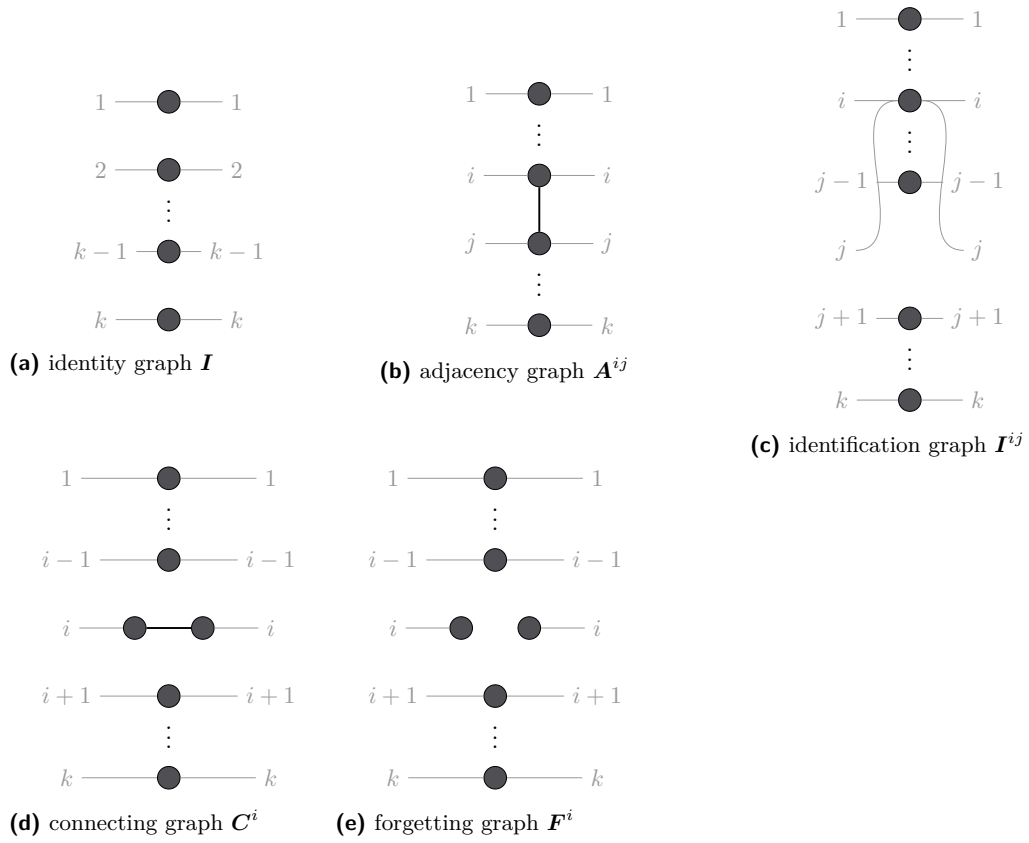 1 1
2 2
⋮
k − 1 k − 1
k k
(a) identity graph I
1 1
⋮
i i
j j
⋮
k k
(b) adjacency graph A^{ij}
1 1
⋮
i i
⋮
j − 1 j − 1
j j
j + 1 j + 1
⋮
k k
(c) identification graph I^{ij}
1 1
⋮
i − 1 i − 1
i i
i + 1 i + 1
⋮
k k
(d) connecting graph C^i
1 1
⋮
i − 1 i − 1
i i
i + 1 i + 1
⋮
k k
(e) forgetting graph F^i